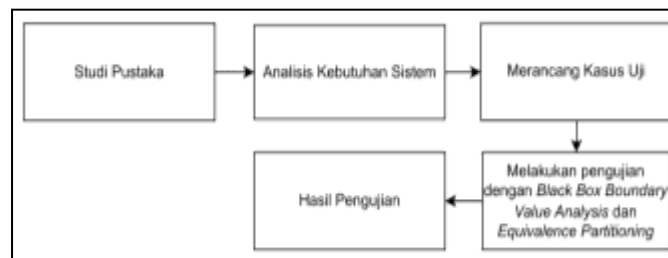 Studi Pustaka
Analisis Kebutuhan Sistem
Merancang Kasus Uji
Melakukan pengujian
dengan Black Box Boundary
Value Analysis dan
Equivalence Partitioning
Hasil Pengujian